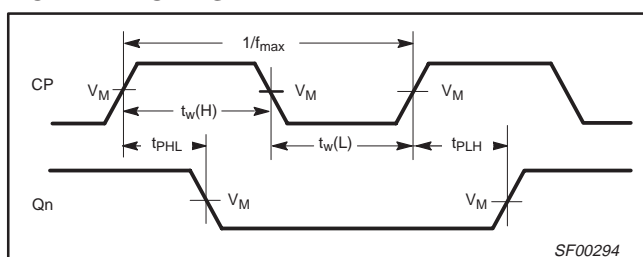 1/fmax
CP
VM VM VM
tw(H)
tPHL tw(L) tPLH
Qn
VM VM
SF00294